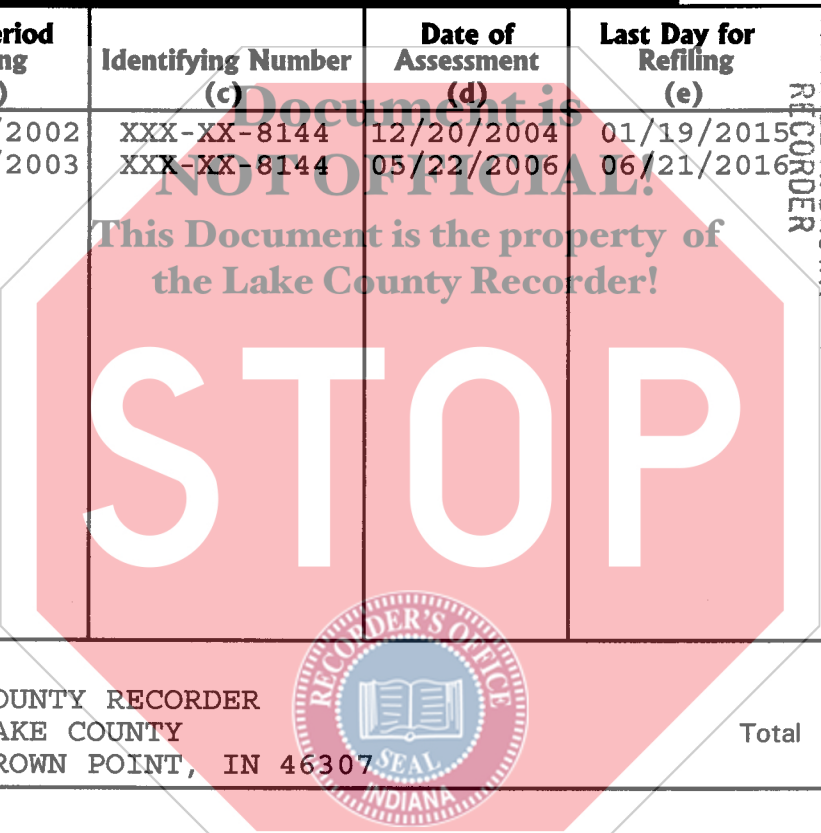 eriod
ng
)
Identifying Number
(c)
Date of
Assessment
(d)
Last Day for
Refiling
(e)
/2002 XXX-XX-8144 12/20/2004 01/19/2015
/2003 XXX-XX-8144 05/22/2006 06/21/2016
RECORDER
Document is
NOT OFFICIAL!
This Document is the property of
the Lake County Recorder!
STOP
RECORDER'S OFFICE
SEAL
INDIANA
OUNTY RECORDER
AKE COUNTY
ROWN POINT, IN 46307
Total